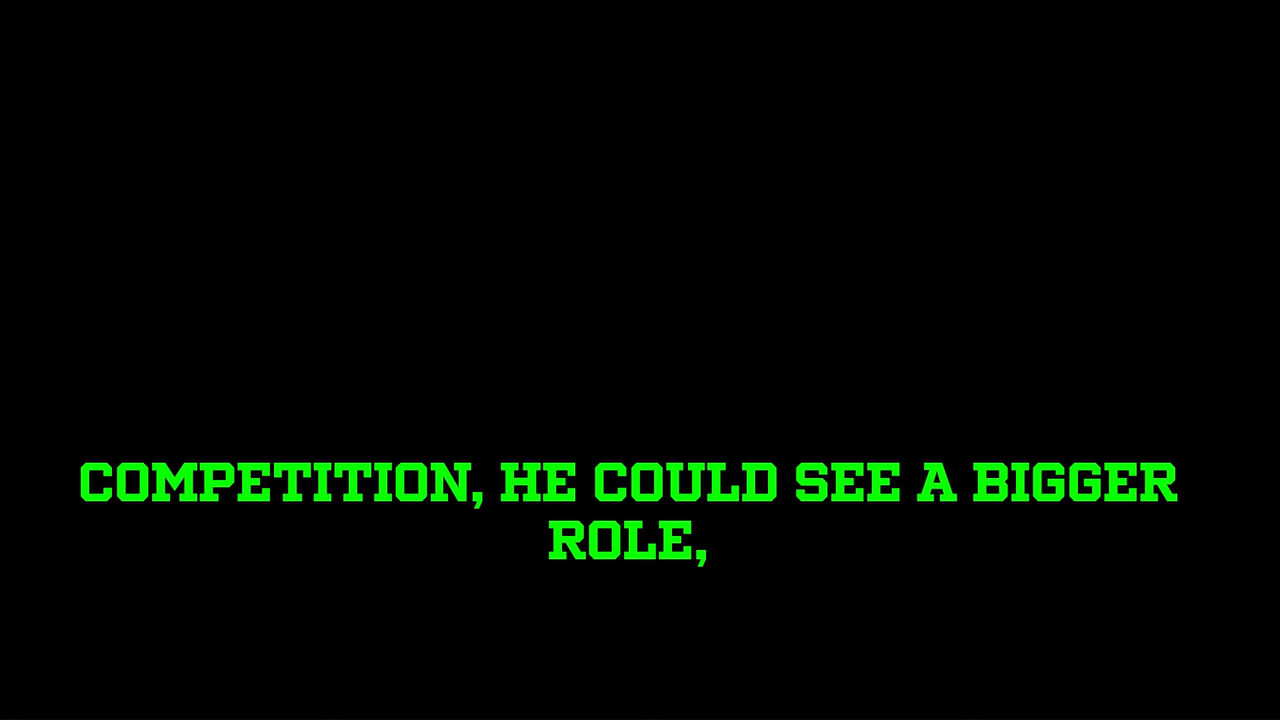 COMPETITION, HE COULD SEE A BIGGER
ROLE,